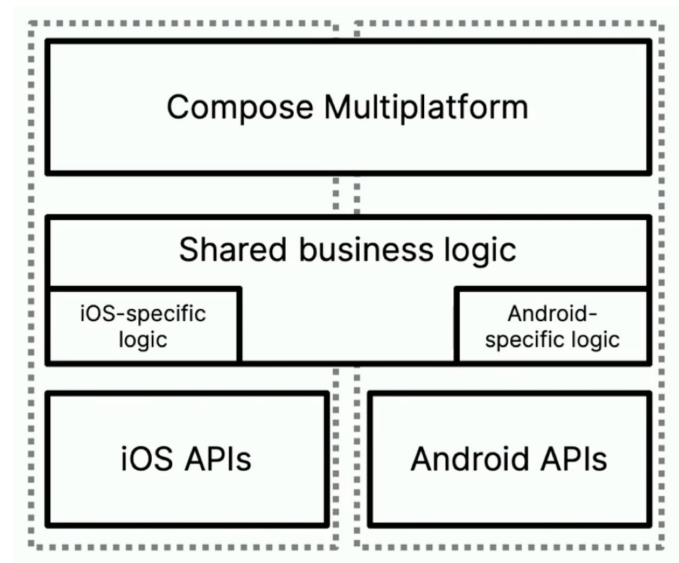 Compose Multiplatform
Shared business logic
iOS-specific
logic
Android-
specific logic
iOS APIs
Android APIs